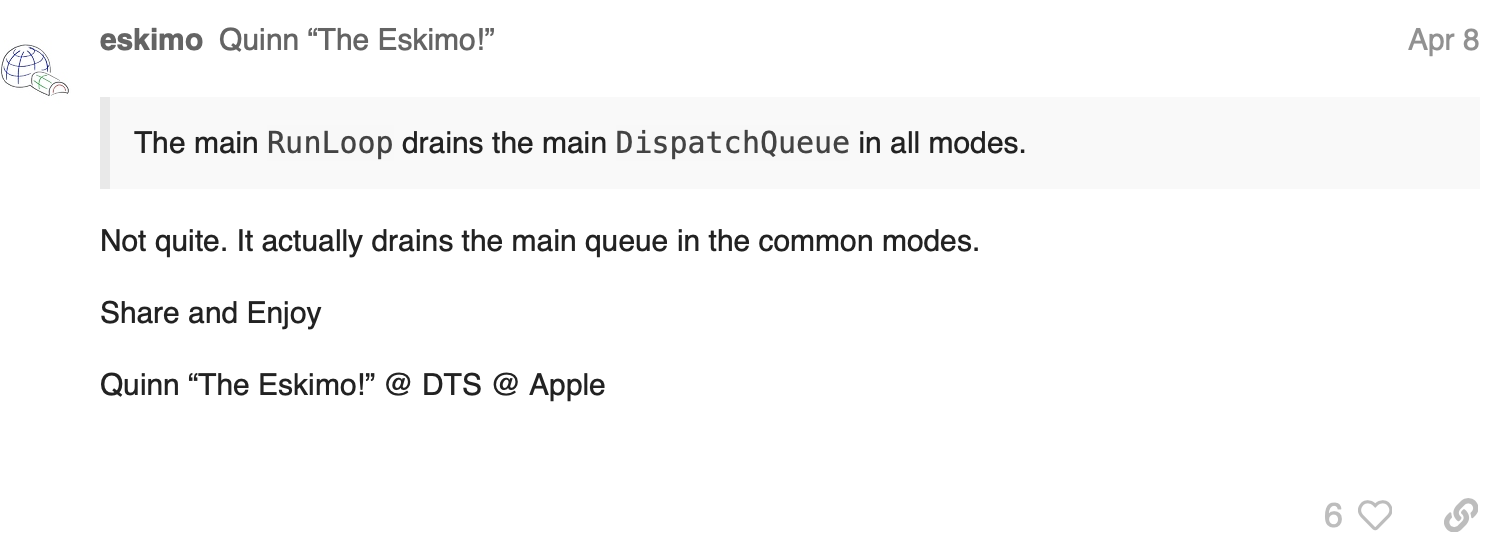 eskimo Quinn “The Eskimo!” Apr 8
The main RunLoop drains the main DispatchQueue in all modes.
Not quite. It actually drains the main queue in the common modes.
Share and Enjoy
Quinn “The Eskimo!” @ DTS @ Apple
6